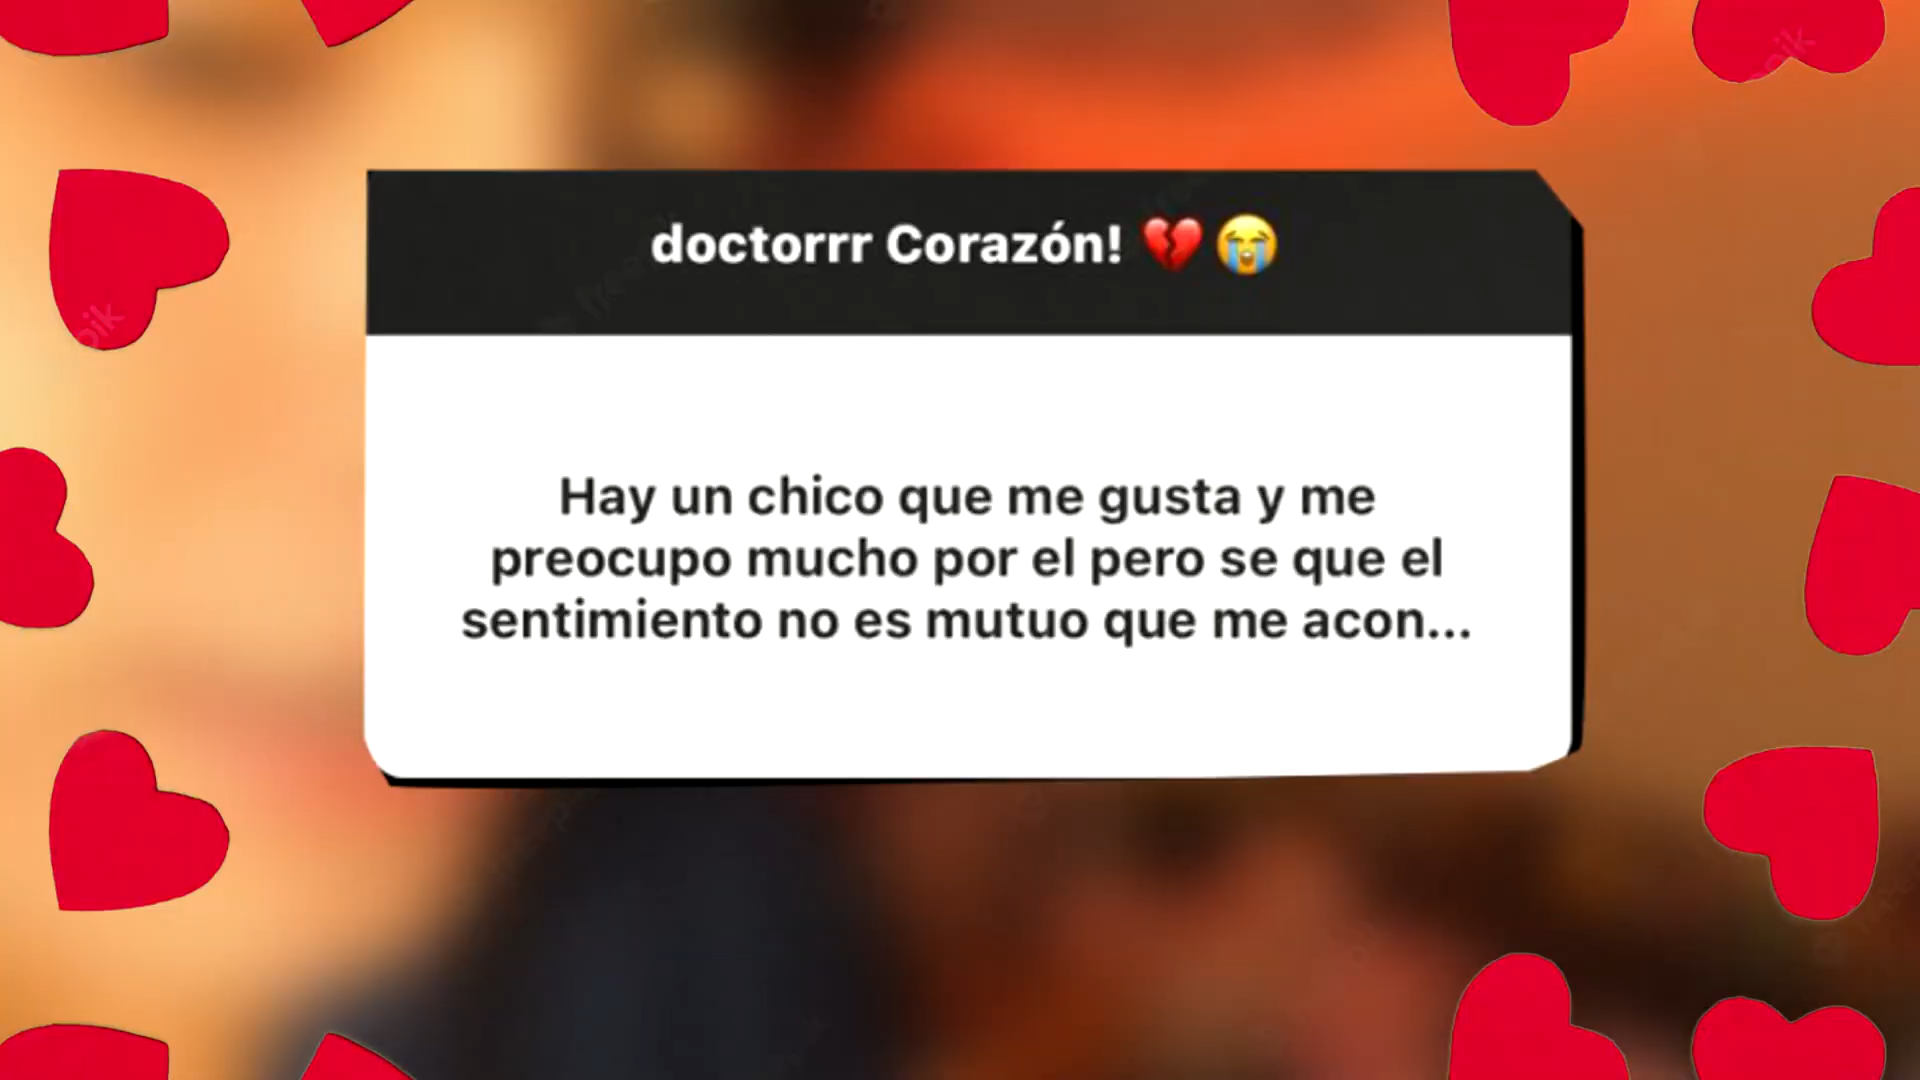 doctorrr Corazón! 💔😭
Hay un chico que me gusta y me
preocupo mucho por el pero se que el
sentimiento no es mutuo que me acon...